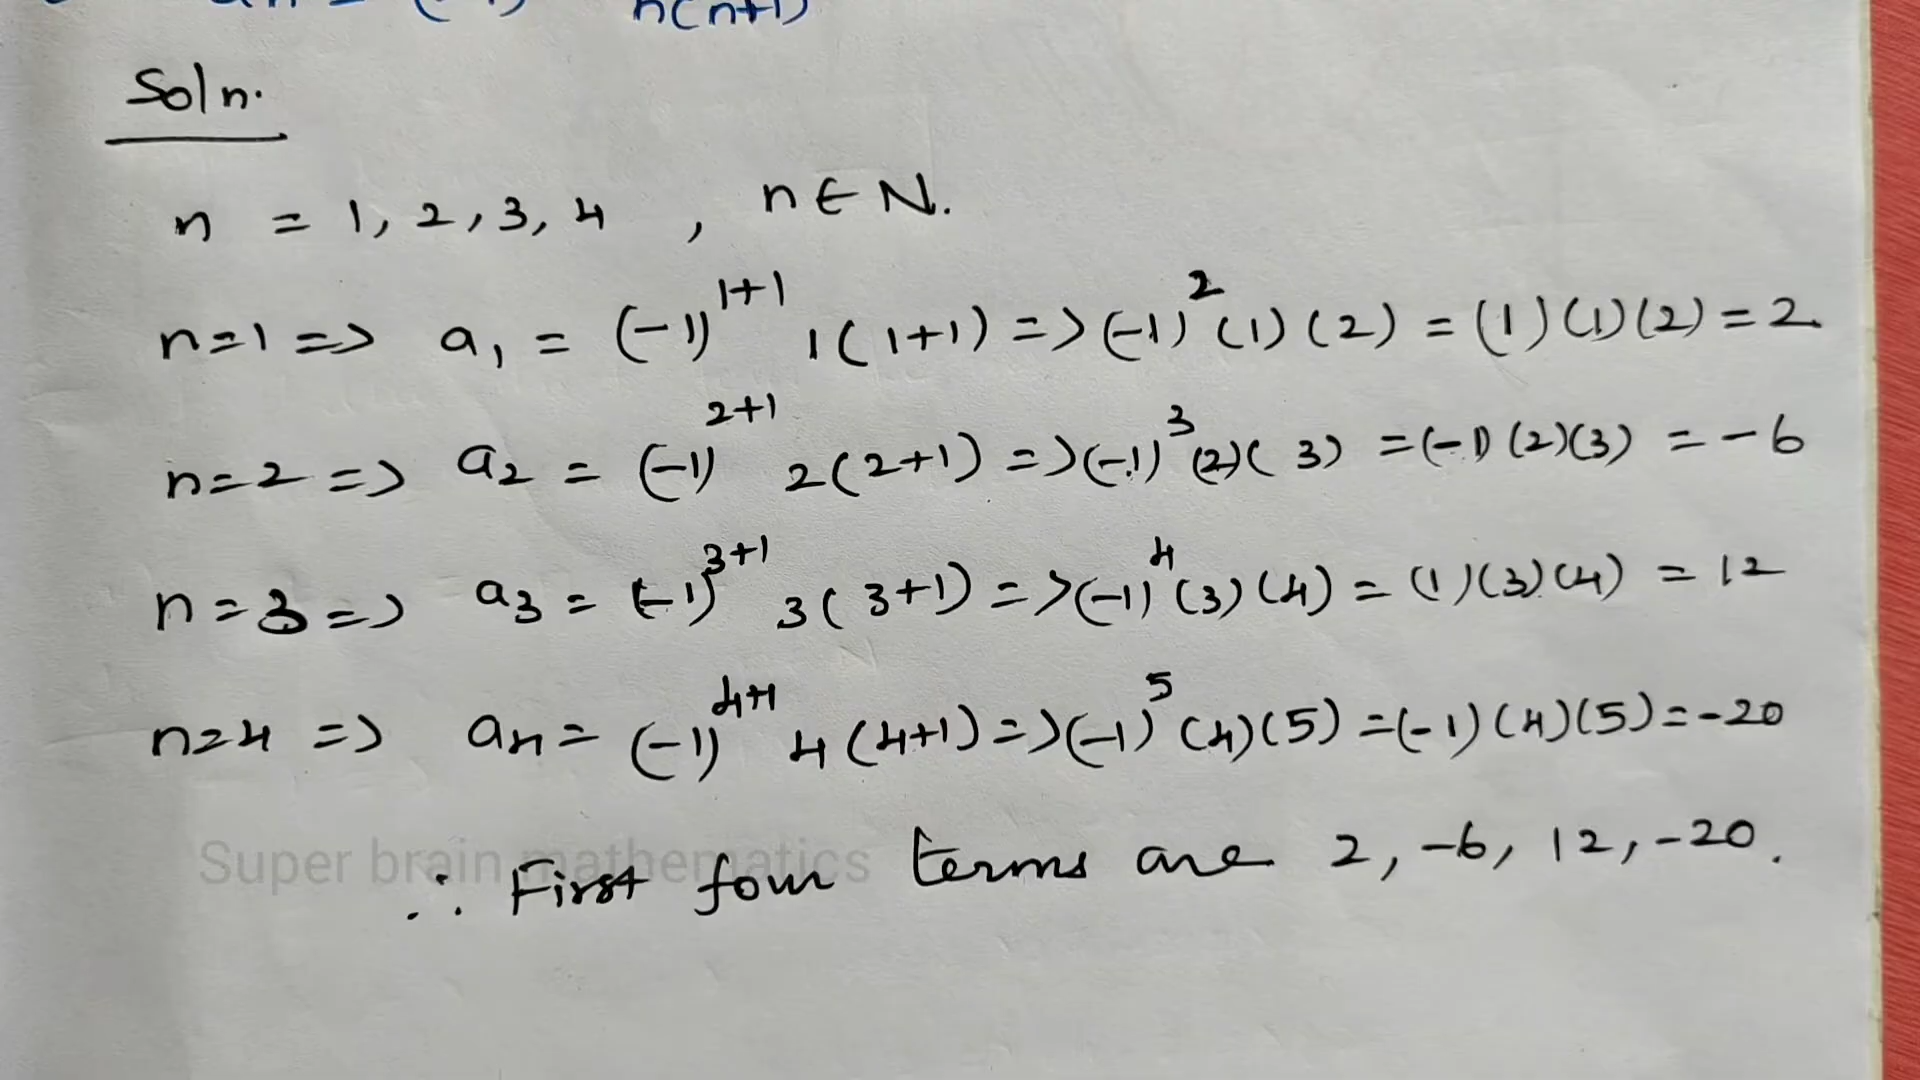 n(n+1)
Soln.
n = 1, 2, 3, 4 , n ∈ N.
n=1 => a₁ = (-1)¹⁺¹ 1(1+1) => (-1)² (1) (2) = (1) (1) (2) = 2
n=2 => a₂ = (-1)²⁺¹ 2(2+1) => (-1)³ (2) (3) = (-1) (2)(3) = -6
n=3 => a₃ = (-1)³⁺¹ 3(3+1) => (-1)⁴ (3) (4) = (1) (3) (4) = 12
n=4 => a₄ = (-1)⁴⁺¹ 4(4+1) => (-1)⁵ (4) (5) = (-1) (4) (5) = -20
Super brain mathematics
∴ First four terms are 2, -6, 12, -20.